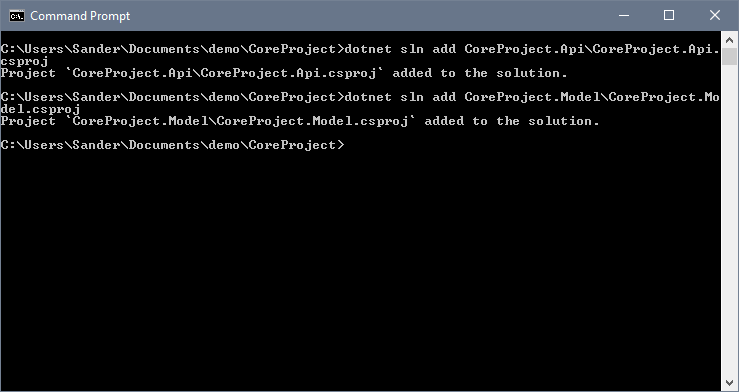 Command Prompt
C:\Users\Sander\Documents\demo\CoreProject>dotnet sln add CoreProject.Api\CoreProject.Api.
csproj
Project `CoreProject.Api\CoreProject.Api.csproj` added to the solution.
C:\Users\Sander\Documents\demo\CoreProject>dotnet sln add CoreProject.Model\CoreProject.Mo
del.csproj
Project `CoreProject.Model\CoreProject.Model.csproj` added to the solution.
C:\Users\Sander\Documents\demo\CoreProject>